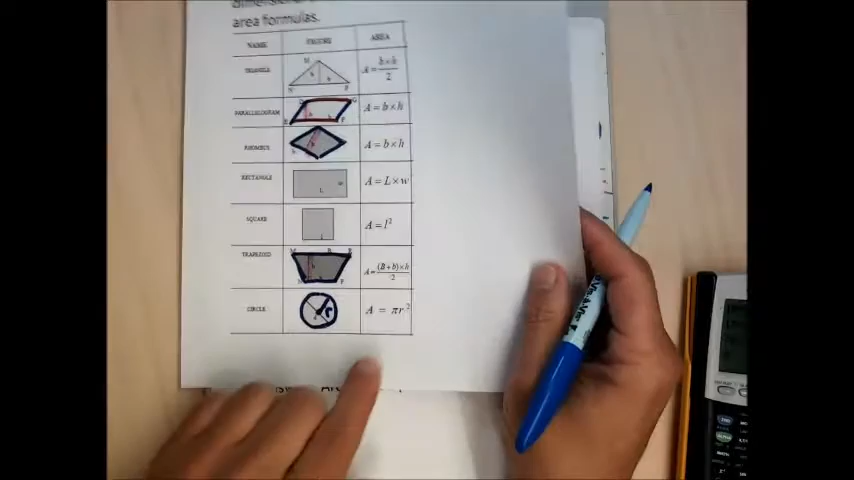 area formulas.
NAME FIGURE AREA
TRIANGLE A = b × h / 2
PARALLELOGRAM A = b × h
RHOMBUS A = b × h
RECTANGLE L w A = L × w
SQUARE A = l²
TRAPEZOID A = (B + b) × h / 2
CIRCLE r A = πr²